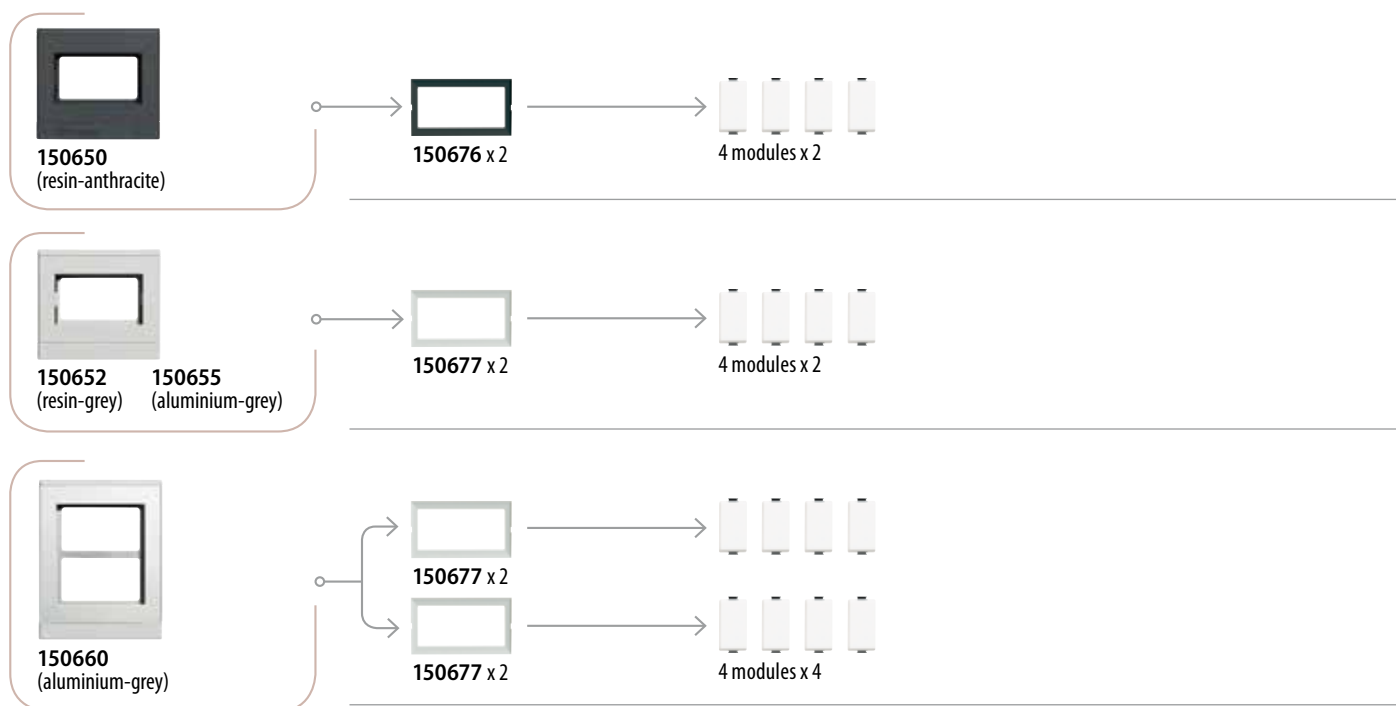 150650
(resin-anthracite)
150676 x 2
4 modules x 2
150652
(resin-grey)
150655
(aluminium-grey)
150677 x 2
4 modules x 2
150660
(aluminium-grey)
150677 x 2
150677 x 2
4 modules x 4